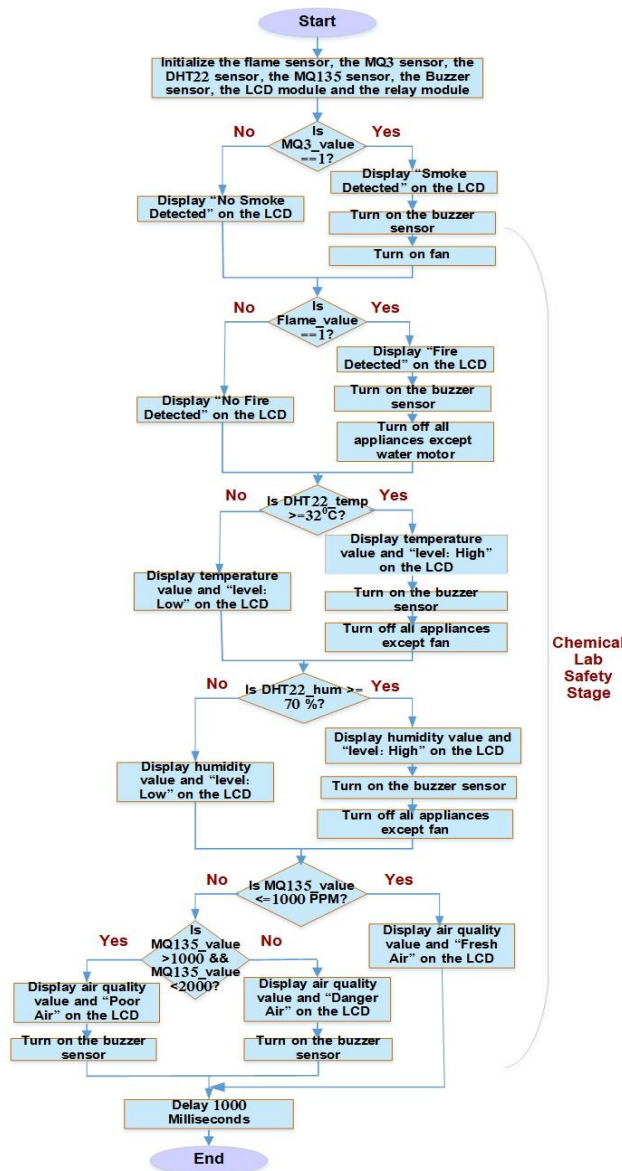 Start
Initialize the flame sensor, the MQ3 sensor, the
DHT22 sensor, the MQ135 sensor, the Buzzer
sensor, the LCD module and the relay module
No
Is
MQ3_value
==1?
Yes
Display “Smoke
Detected” on the LCD
Display “No Smoke
Detected” on the LCD
Turn on the buzzer
sensor
Turn on fan
No
Is
Flame_value
==1?
Yes
Display “Fire
Detected” on the LCD
Display “No Fire
Detected” on the LCD
Turn on the buzzer
sensor
Turn off all
appliances except
water motor
No
Is DHT22_temp
>=32⁰C?
Yes
Display temperature
value and “level: High”
on the LCD
Display temperature
value and “level:
Low” on the LCD
Turn on the buzzer
sensor
Turn off all appliances
except fan
Chemical
Lab
Safety
Stage
No
Is DHT22_hum >=
70 %?
Yes
Display humidity value and
“level: High” on the LCD
Display humidity
value and “level:
Low” on the LCD
Turn on the buzzer sensor
Turn off all appliances
except fan
No
Is MQ135_value
<=1000 PPM?
Yes
Yes
Is
MQ135_value
>1000 &&
MQ135_value
<2000?
No
Display air quality
value and “Fresh
Air” on the LCD
Display air quality
value and “Poor
Air” on the LCD
Display air quality
value and “Danger
Air” on the LCD
Turn on the buzzer
sensor
Turn on the buzzer
sensor
Delay 1000
Milliseconds
End